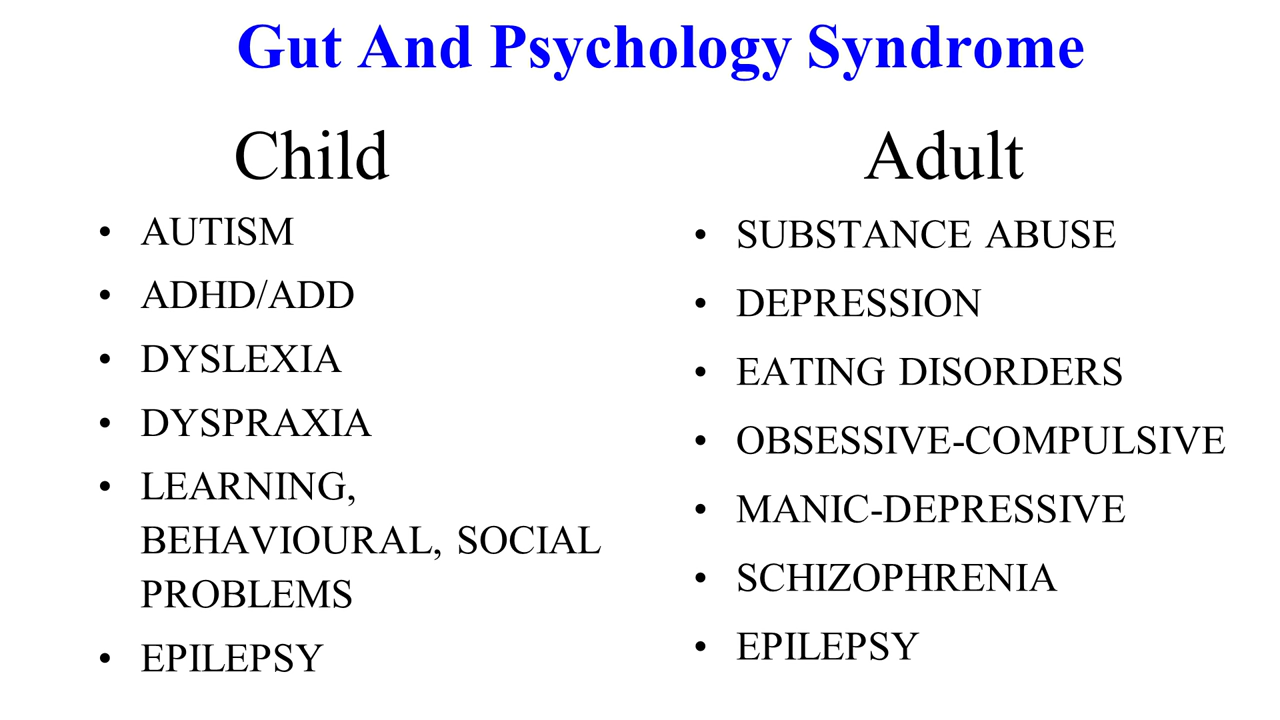 Gut And Psychology Syndrome
Child
• AUTISM
• ADHD/ADD
• DYSLEXIA
• DYSPRAXIA
• LEARNING,
BEHAVIOURAL, SOCIAL
PROBLEMS
• EPILEPSY
Adult
• SUBSTANCE ABUSE
• DEPRESSION
• EATING DISORDERS
• OBSESSIVE-COMPULSIVE
• MANIC-DEPRESSIVE
• SCHIZOPHRENIA
• EPILEPSY